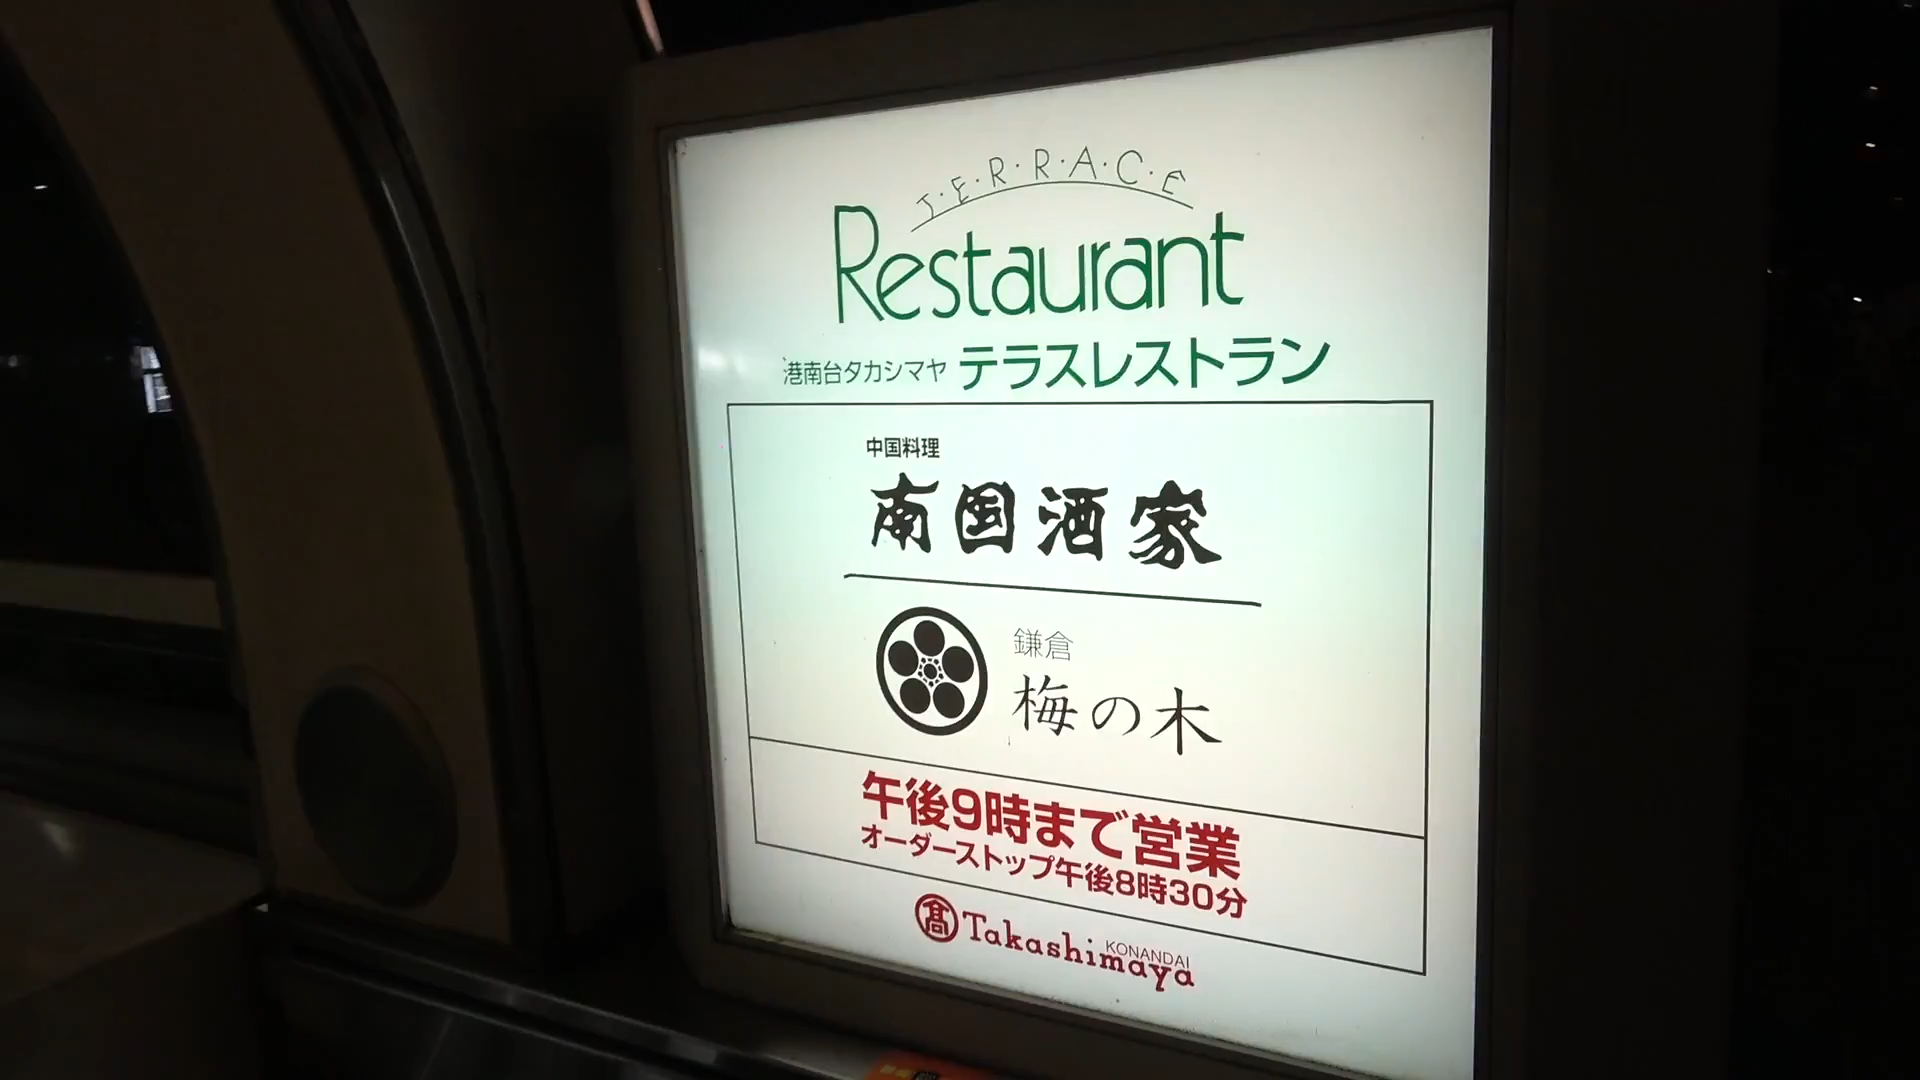 T·E·R·R·A·C·E
Restaurant
港南台タカシマヤ テラスレストラン
中国料理
南国酒家
鎌倉
梅の木
午後9時まで営業
オーダーストップ午後8時30分
髙 Takashimaya KONANDAI